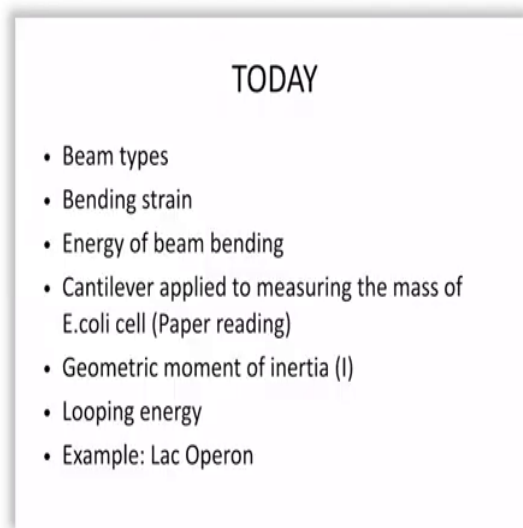 TODAY
• Beam types
• Bending strain
• Energy of beam bending
• Cantilever applied to measuring the mass of
E.coli cell (Paper reading)
• Geometric moment of inertia (I)
• Looping energy
• Example: Lac Operon